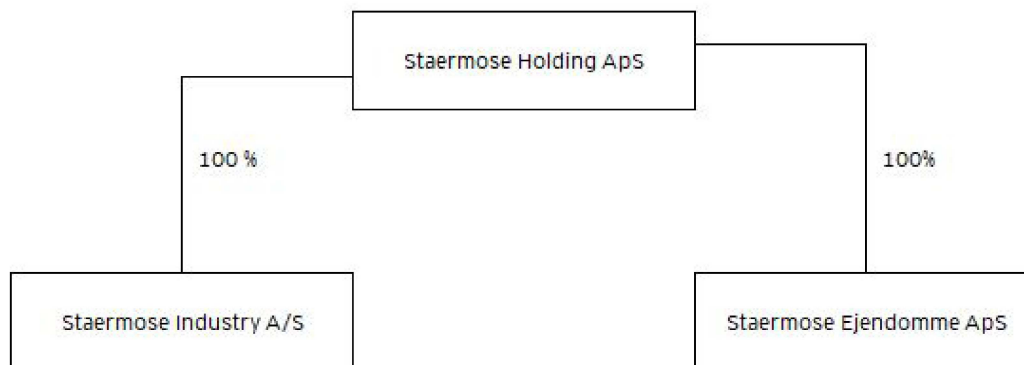 Staermose Holding ApS
100 %
100%
Staermose Industry A/S
Staermose Ejendomme ApS